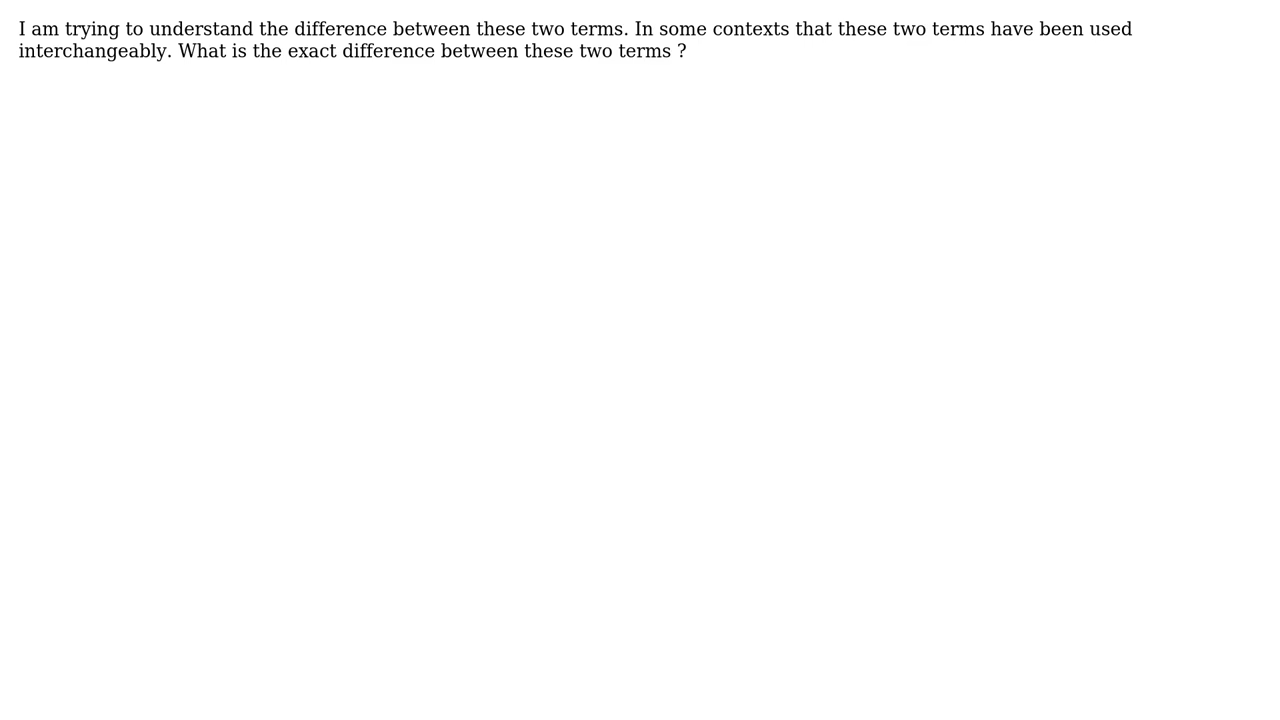 I am trying to understand the difference between these two terms. In some contexts that these two terms have been used
interchangeably. What is the exact difference between these two terms ?